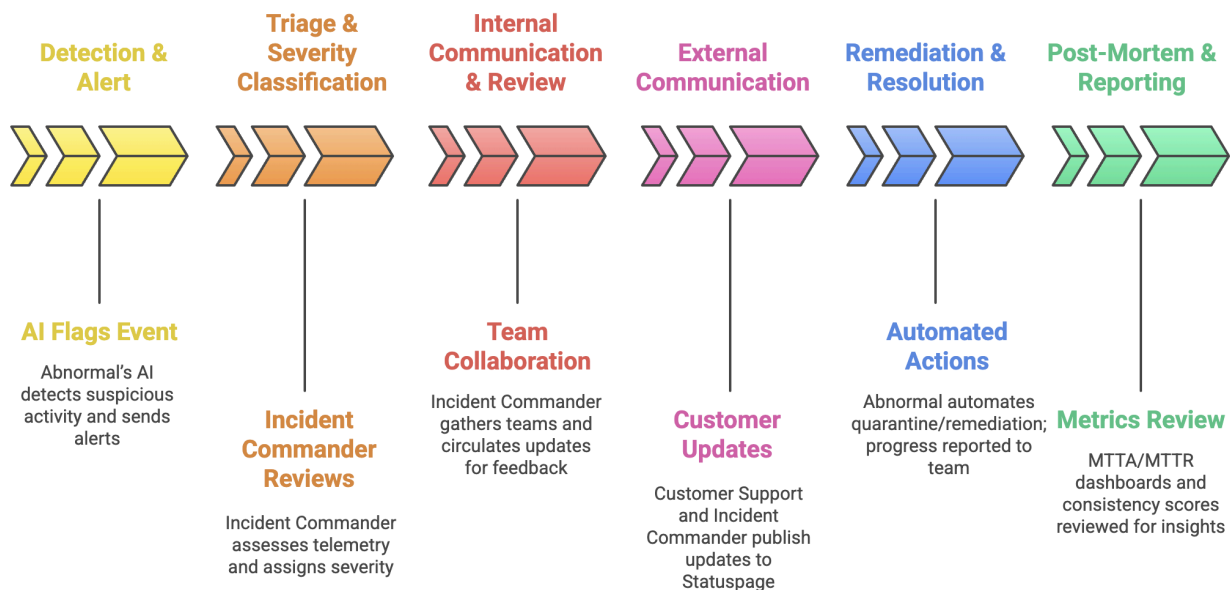 Detection &
Alert
Triage &
Severity
Classification
Internal
Communication
& Review
External
Communication
Remediation &
Resolution
Post-Mortem &
Reporting
AI Flags Event
Abnormal's AI
detects suspicious
activity and sends
alerts
Incident
Commander
Reviews
Incident Commander
assesses telemetry
and assigns severity
Team
Collaboration
Incident Commander
gathers teams and
circulates updates
for feedback
Customer
Updates
Customer Support
and Incident
Commander publish
updates to
Statuspage
Automated
Actions
Abnormal automates
quarantine/remediation;
progress reported to
team
Metrics Review
MTTA/MTTR
dashboards and
consistency scores
reviewed for insights